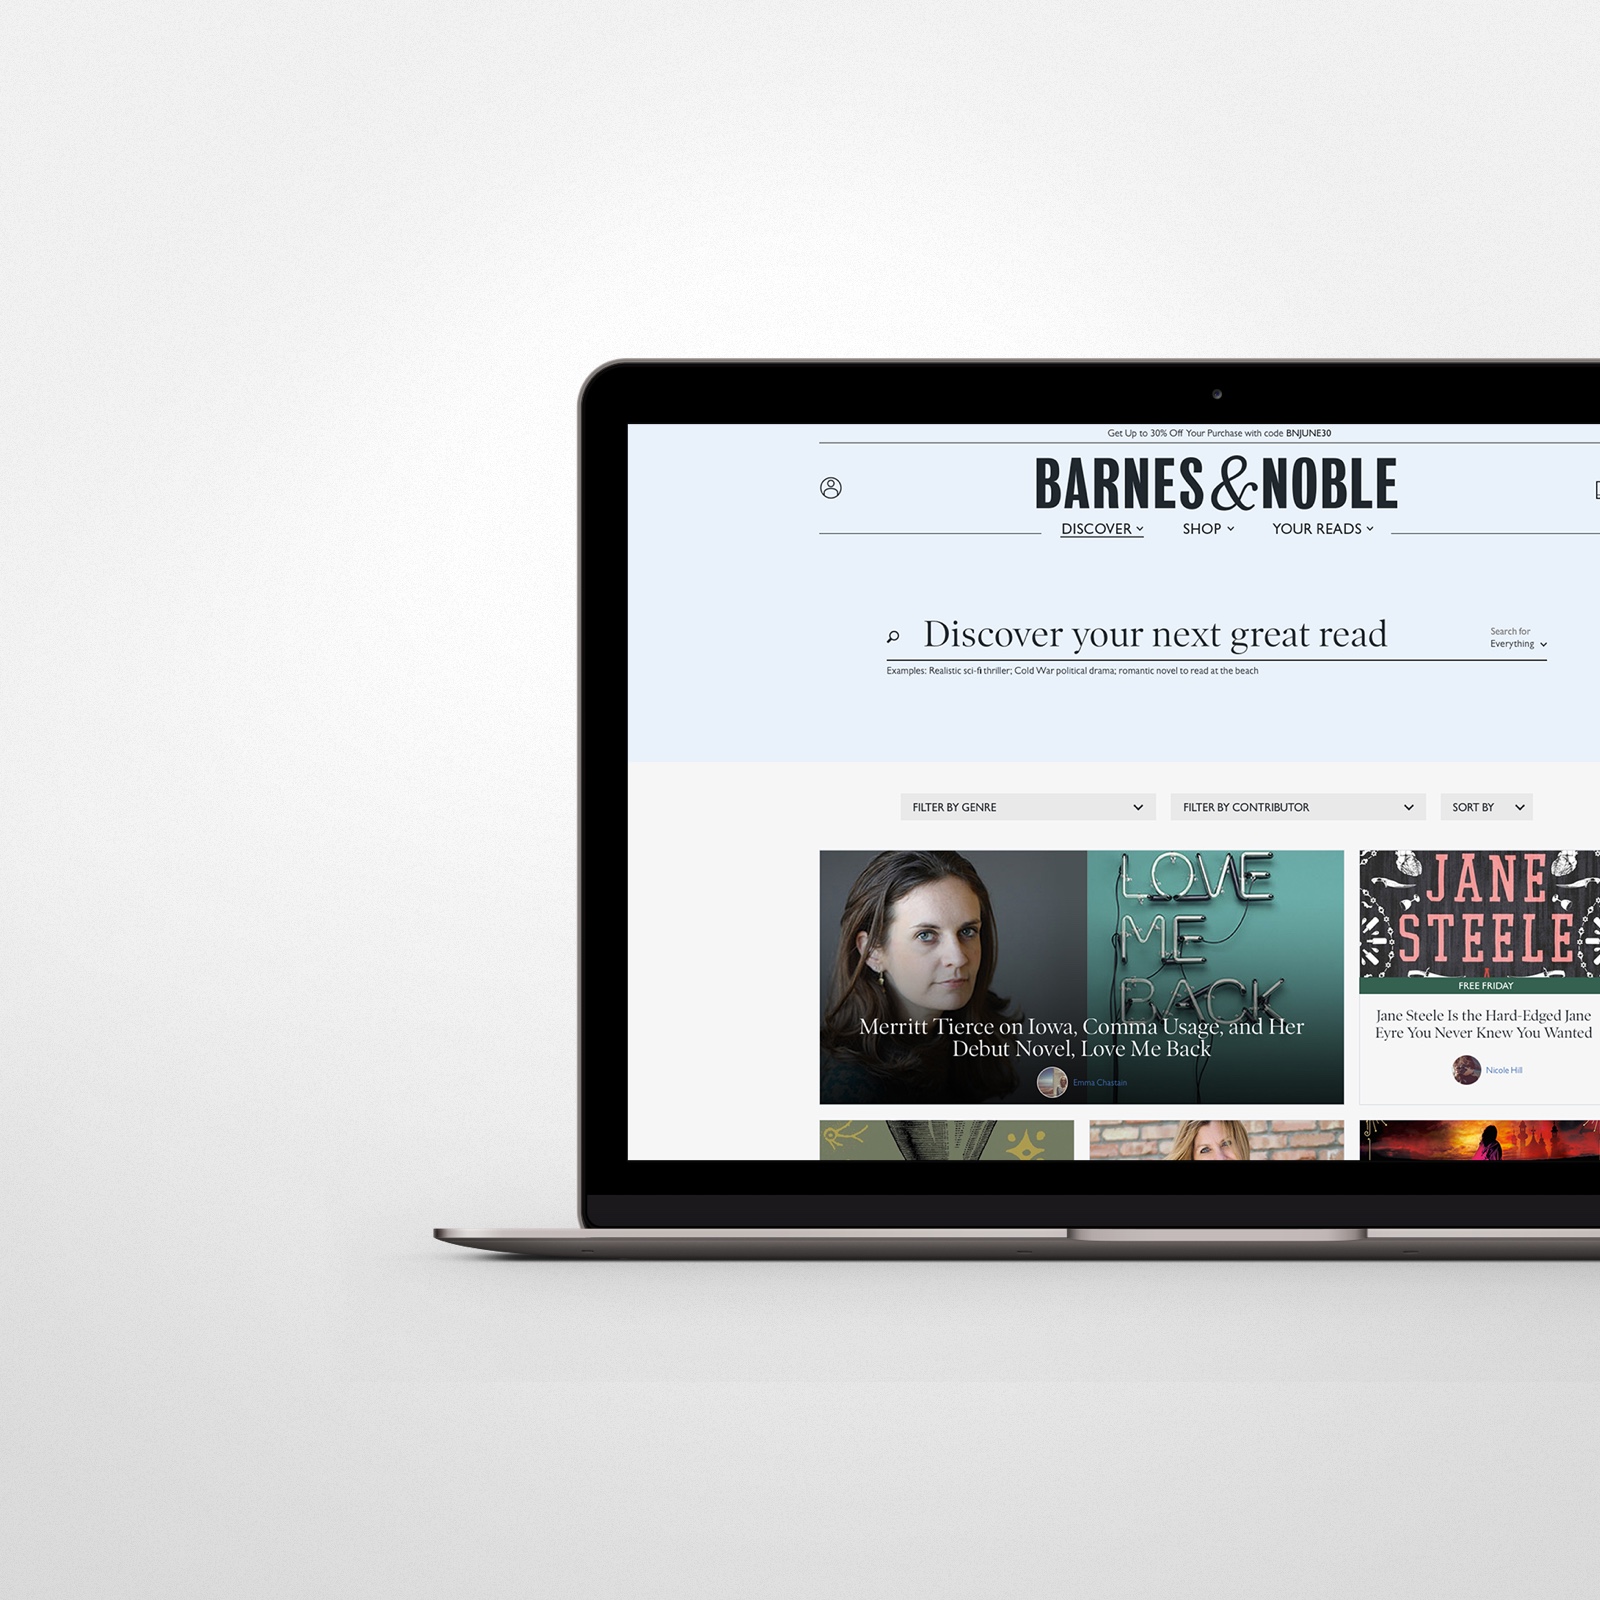 Get Up to 30% Off Your Purchase with code BNJUNE30
BARNES & NOBLE
DISCOVER
SHOP
YOUR READS
Discover your next great read
Search for
Everything
Examples: Realistic sci-fi thriller; Cold War political drama; romantic novel to read at the beach
FILTER BY GENRE
FILTER BY CONTRIBUTOR
SORT BY
LOVE
ME
BACK
Merritt Tierce on Iowa, Comma Usage, and Her
Debut Novel, Love Me Back
Emma Chastain
JANE
STEELE
FREE FRIDAY
Jane Steele Is the Hard-Edged Jane
Eyre You Never Knew You Wanted
Nicole Hill